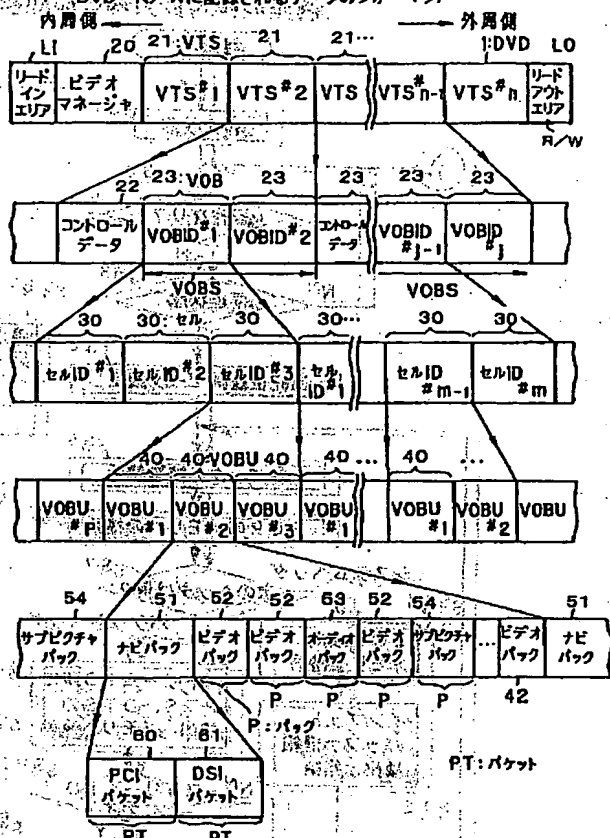 内周側 外周側
LI 20 21:VTS 21 21… 1:DVD LO
リードインエリア ビデオマネージャ VTS#1 VTS#2 VTS VTS#n-1 VTS#n リードアウトエリア
R/W
22 23:VOB 23 23 23 23
コントロールデータ VOBID#1 VOBID#2 コントロールデータ VOBID#j-1 VOBID#j
VOBS VOBS
30 30 セル 30 30… 30 30
セルID#1 セルID#2 セルID#3 セルID#1 セルID#m-1 セルID#m
40 40:VOBU 40 40 … 40 …
VOBU#P VOBU#1 VOBU#2 VOBU#3 VOBU#1 VOBU#1 VOBU#2 VOBU
54 51 52 52 53 52 54 51
サブピクチャパック ナビパック ビデオパック ビデオパック オーディオパック ビデオパック サブピクチャパック … ビデオパック ナビパック
P P P P 42
P:パック
60 61
PCIパケット DSIパケット
PT:パケット
PT PT